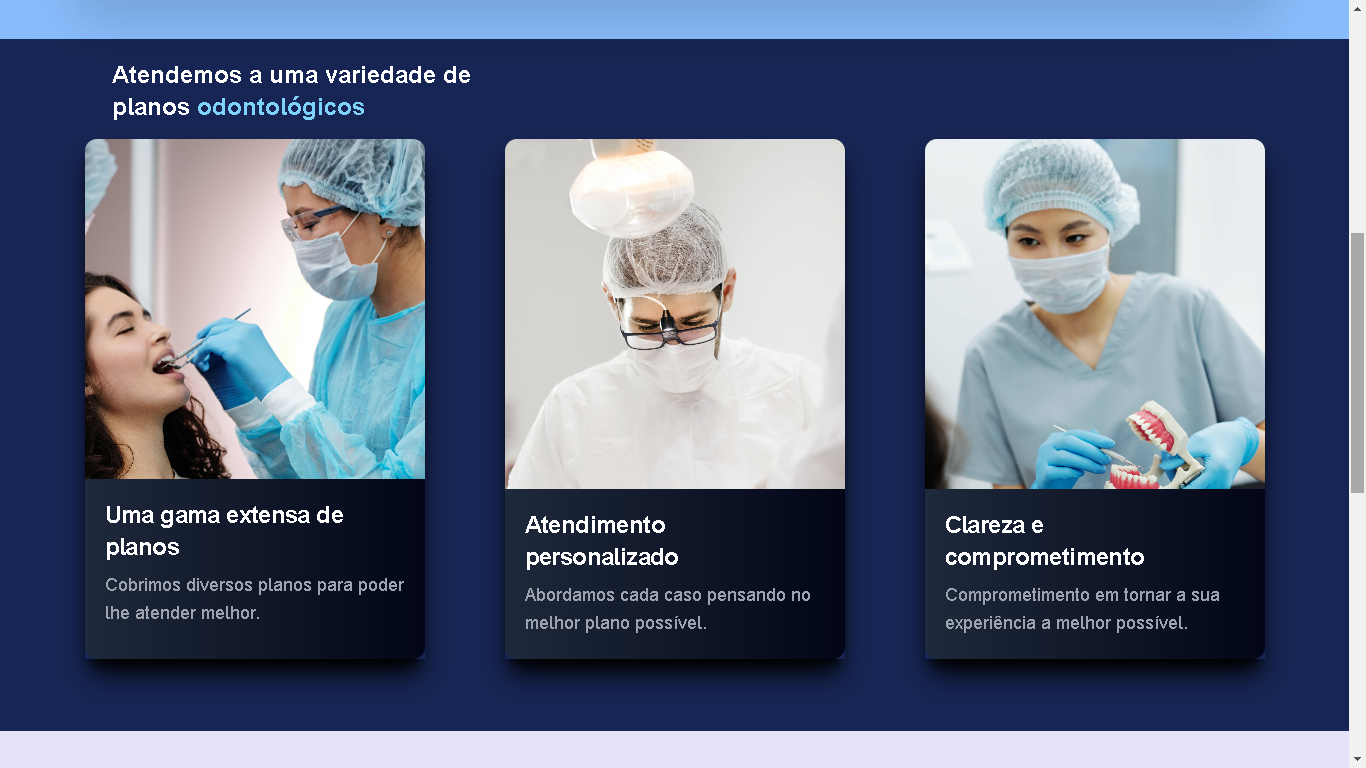 Atendemos a uma variedade de
planos odontológicos
Uma gama extensa de
planos
Cobrimos diversos planos para poder
lhe atender melhor.
Atendimento
personalizado
Abordamos cada caso pensando no
melhor plano possível.
Clareza e
comprometimento
Comprometimento em tornar a sua
experiência a melhor possível.